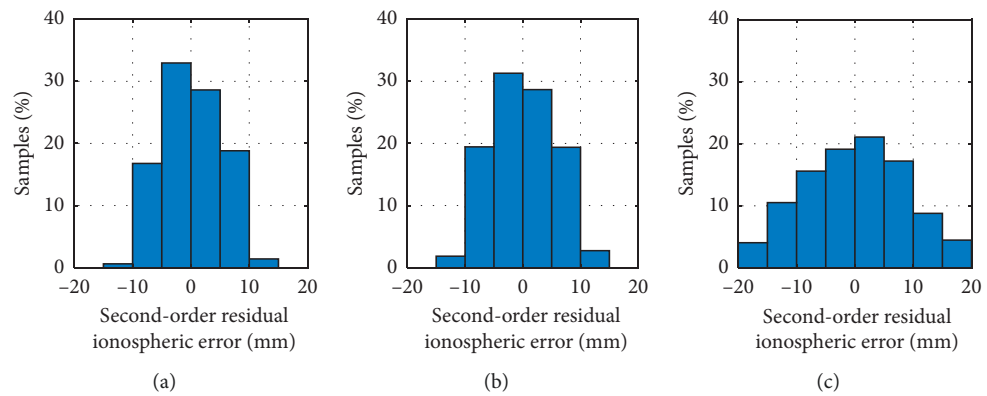 40
30
20
10
0
Samples (%)
−20 −10 0 10 20
Second-order residual
ionospheric error (mm)
(a)
40
30
20
10
0
Samples (%)
−20 −10 0 10 20
Second-order residual
ionospheric error (mm)
(b)
40
30
20
10
0
Samples (%)
−20 −10 0 10 20
Second-order residual
ionospheric error (mm)
(c)